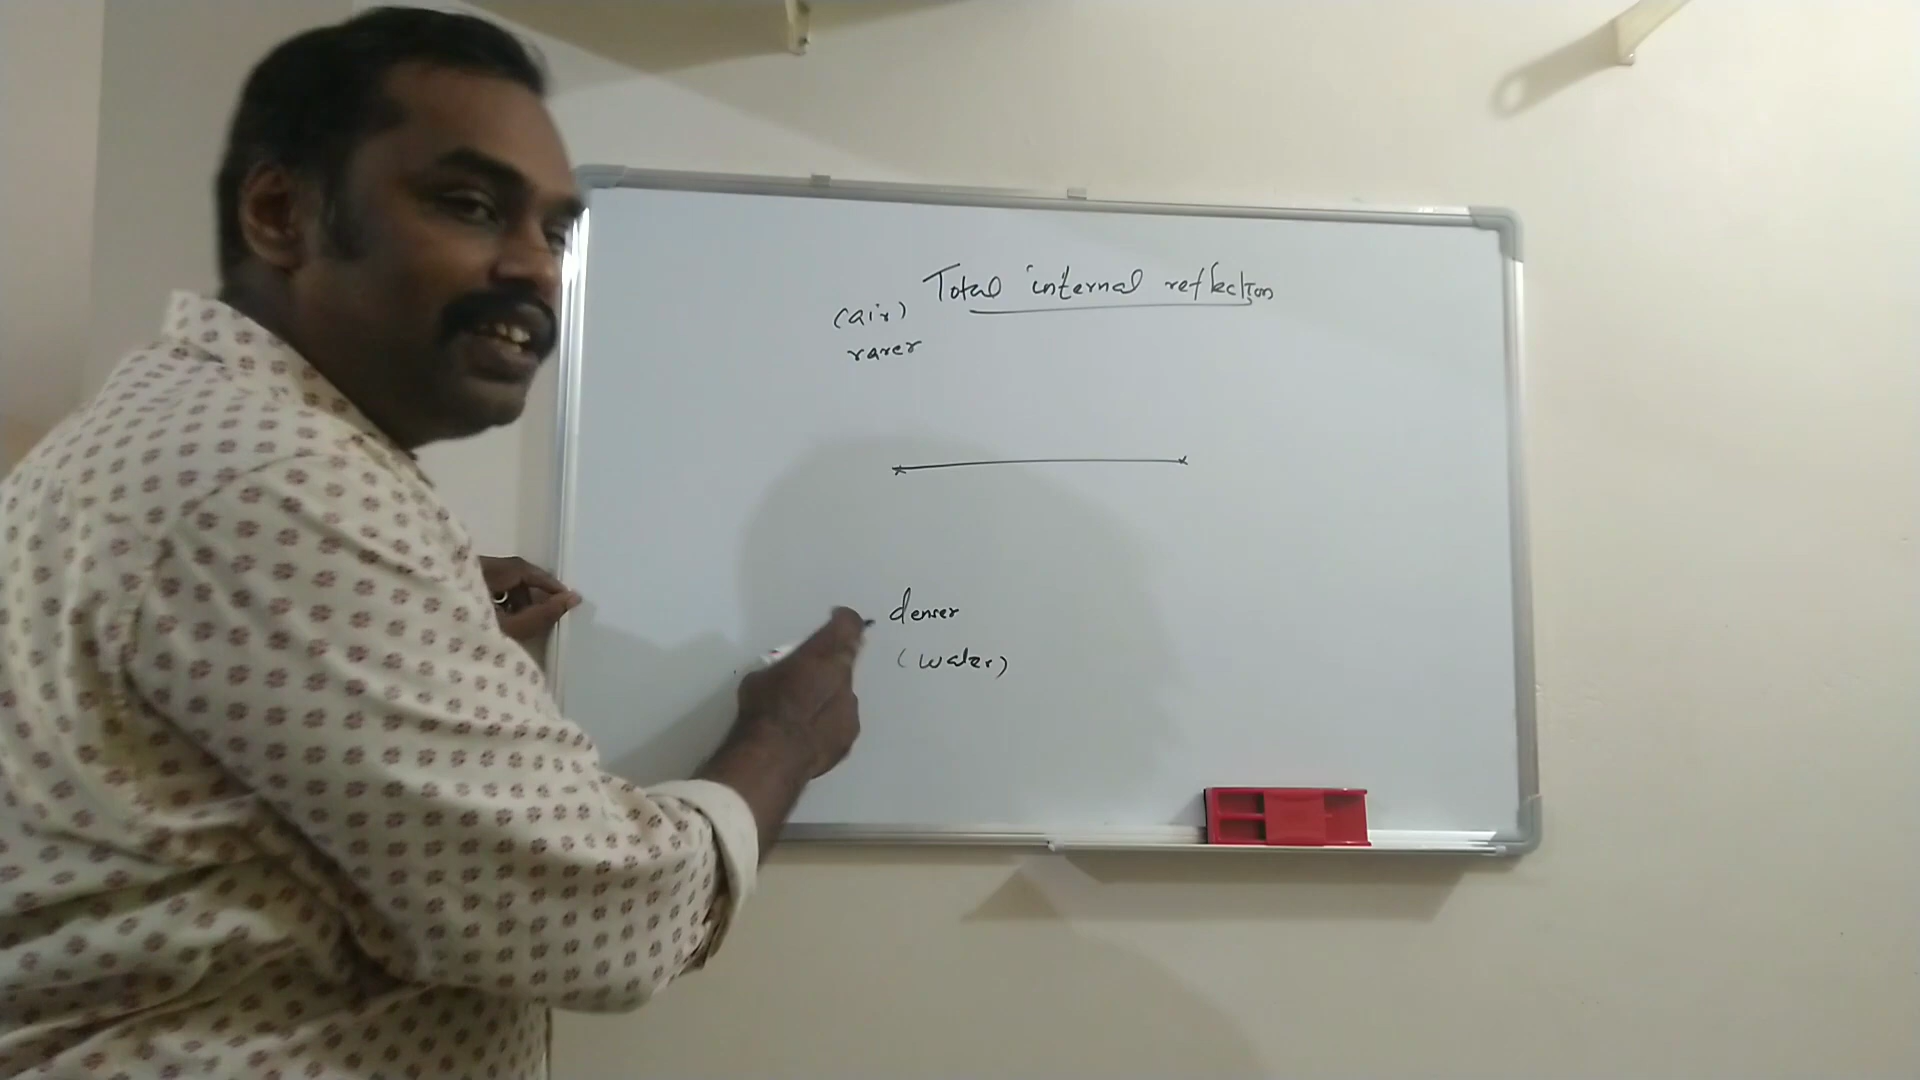 Total internal reflection
(air)
rarer
denser
(water)